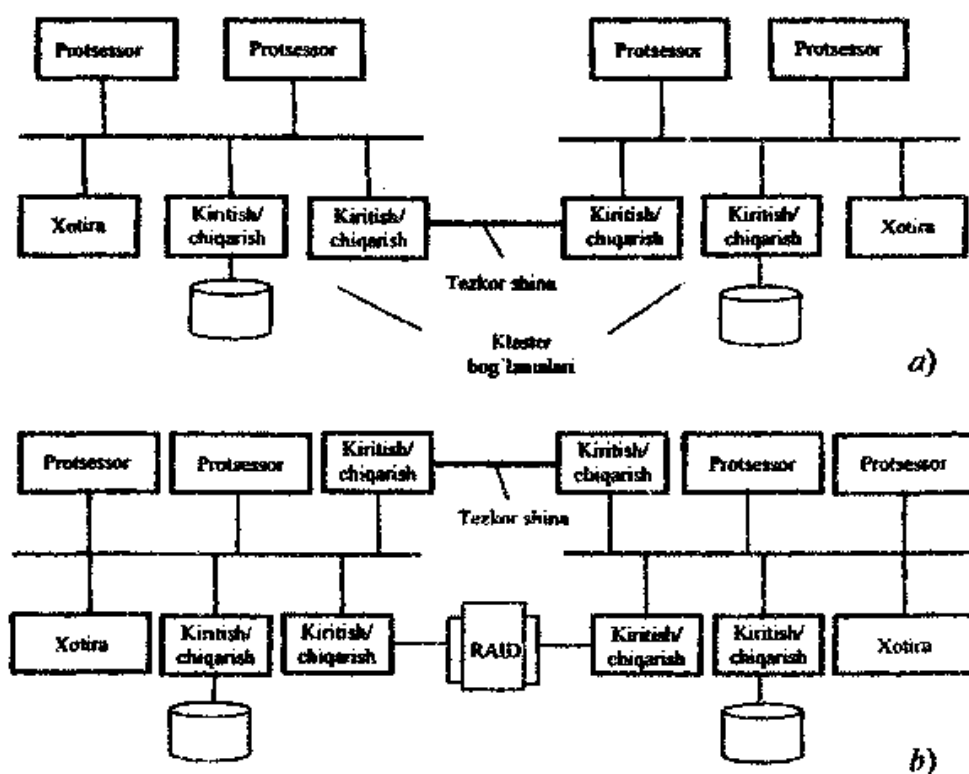 Protsessor
Protsessor
Protsessor
Protsessor
Xotira
Kiritish/
chiqarish
Kiritish/
chiqarish
Kiritish/
chiqarish
Kiritish/
chiqarish
Xotira
Tezkor shina
Klaster
bog`lamalari
a)
Protsessor
Protsessor
Kiritish/
chiqarish
Kiritish/
chiqarish
Protsessor
Protsessor
Tezkor shina
Xotira
Kiritish/
chiqarish
Kiritish/
chiqarish
RAID
Kiritish/
chiqarish
Kiritish/
chiqarish
Xotira
b)